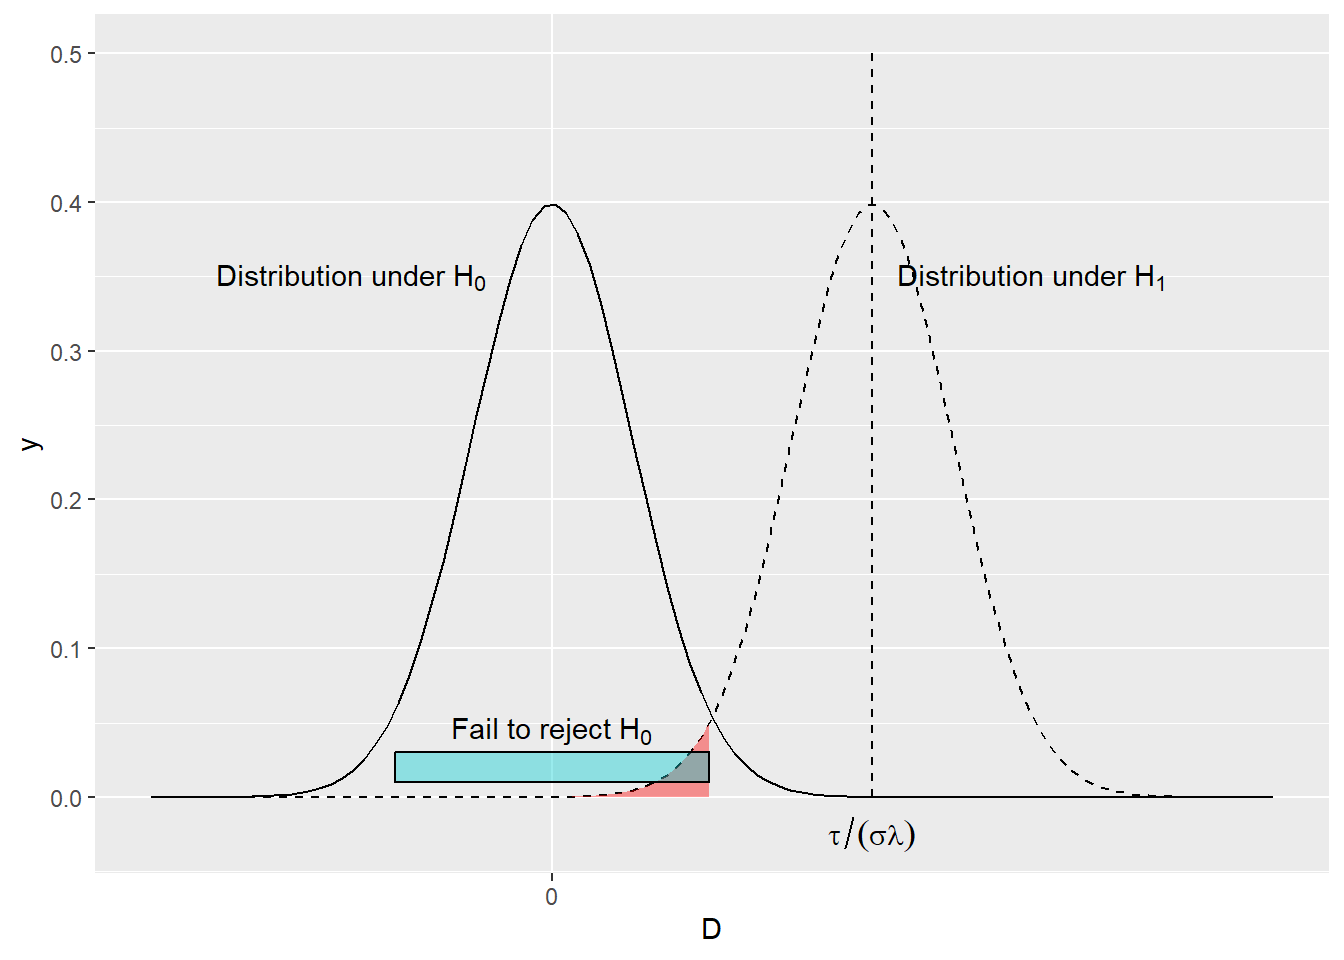 0.5
0.4
Distribution under H₀
Distribution under H₁
0.3
y
0.2
0.1
Fail to reject H₀
0.0
τ/(σλ)
0
D